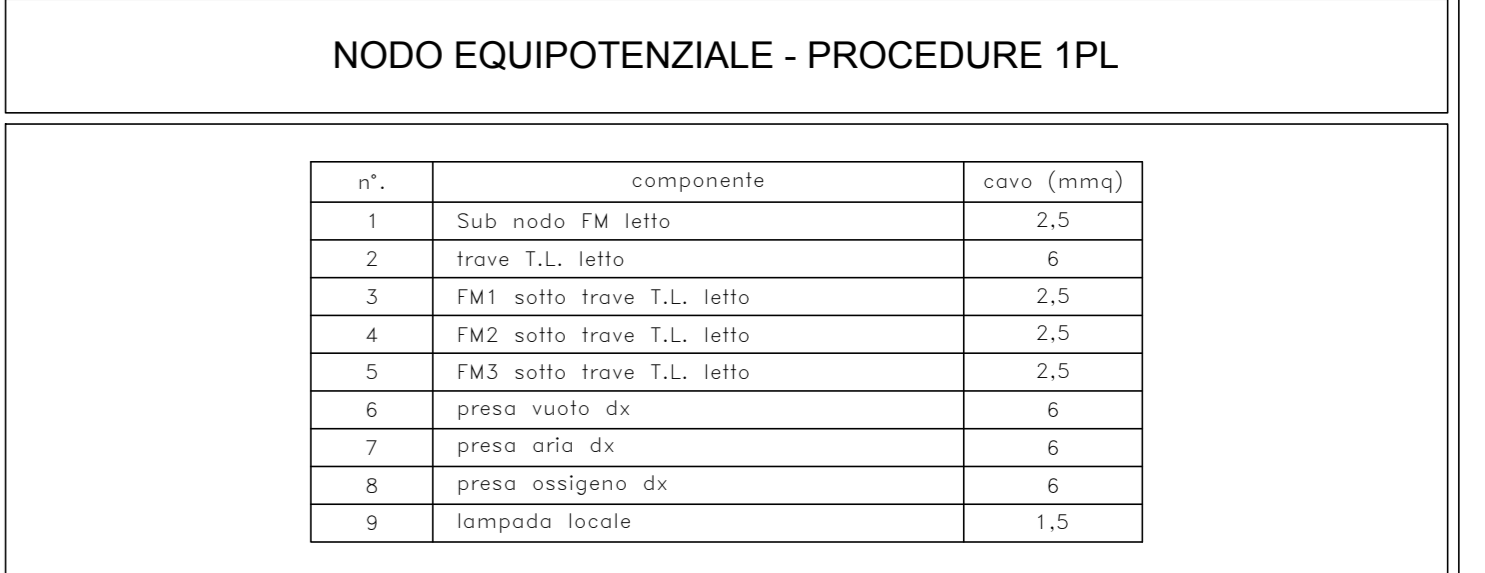 NODO EQUIPOTENZIALE - PROCEDURE 1PL
n°. componente cavo (mmq)
1 Sub nodo FM letto 2,5
2 trave T.L. letto 6
3 FM1 sotto trave T.L. letto 2,5
4 FM2 sotto trave T.L. letto 2,5
5 FM3 sotto trave T.L. letto 2,5
6 presa vuoto dx 6
7 presa aria dx 6
8 presa ossigeno dx 6
9 lampada locale 1,5